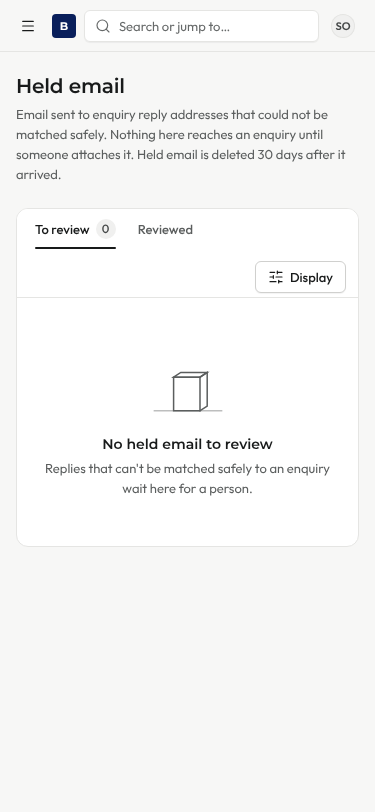 B
Search or jump to...
SO
Held email
Email sent to enquiry reply addresses that could not be
matched safely. Nothing here reaches an enquiry until
someone attaches it. Held email is deleted 30 days after it
arrived.
To review 0 Reviewed
Display
No held email to review
Replies that can't be matched safely to an enquiry
wait here for a person.